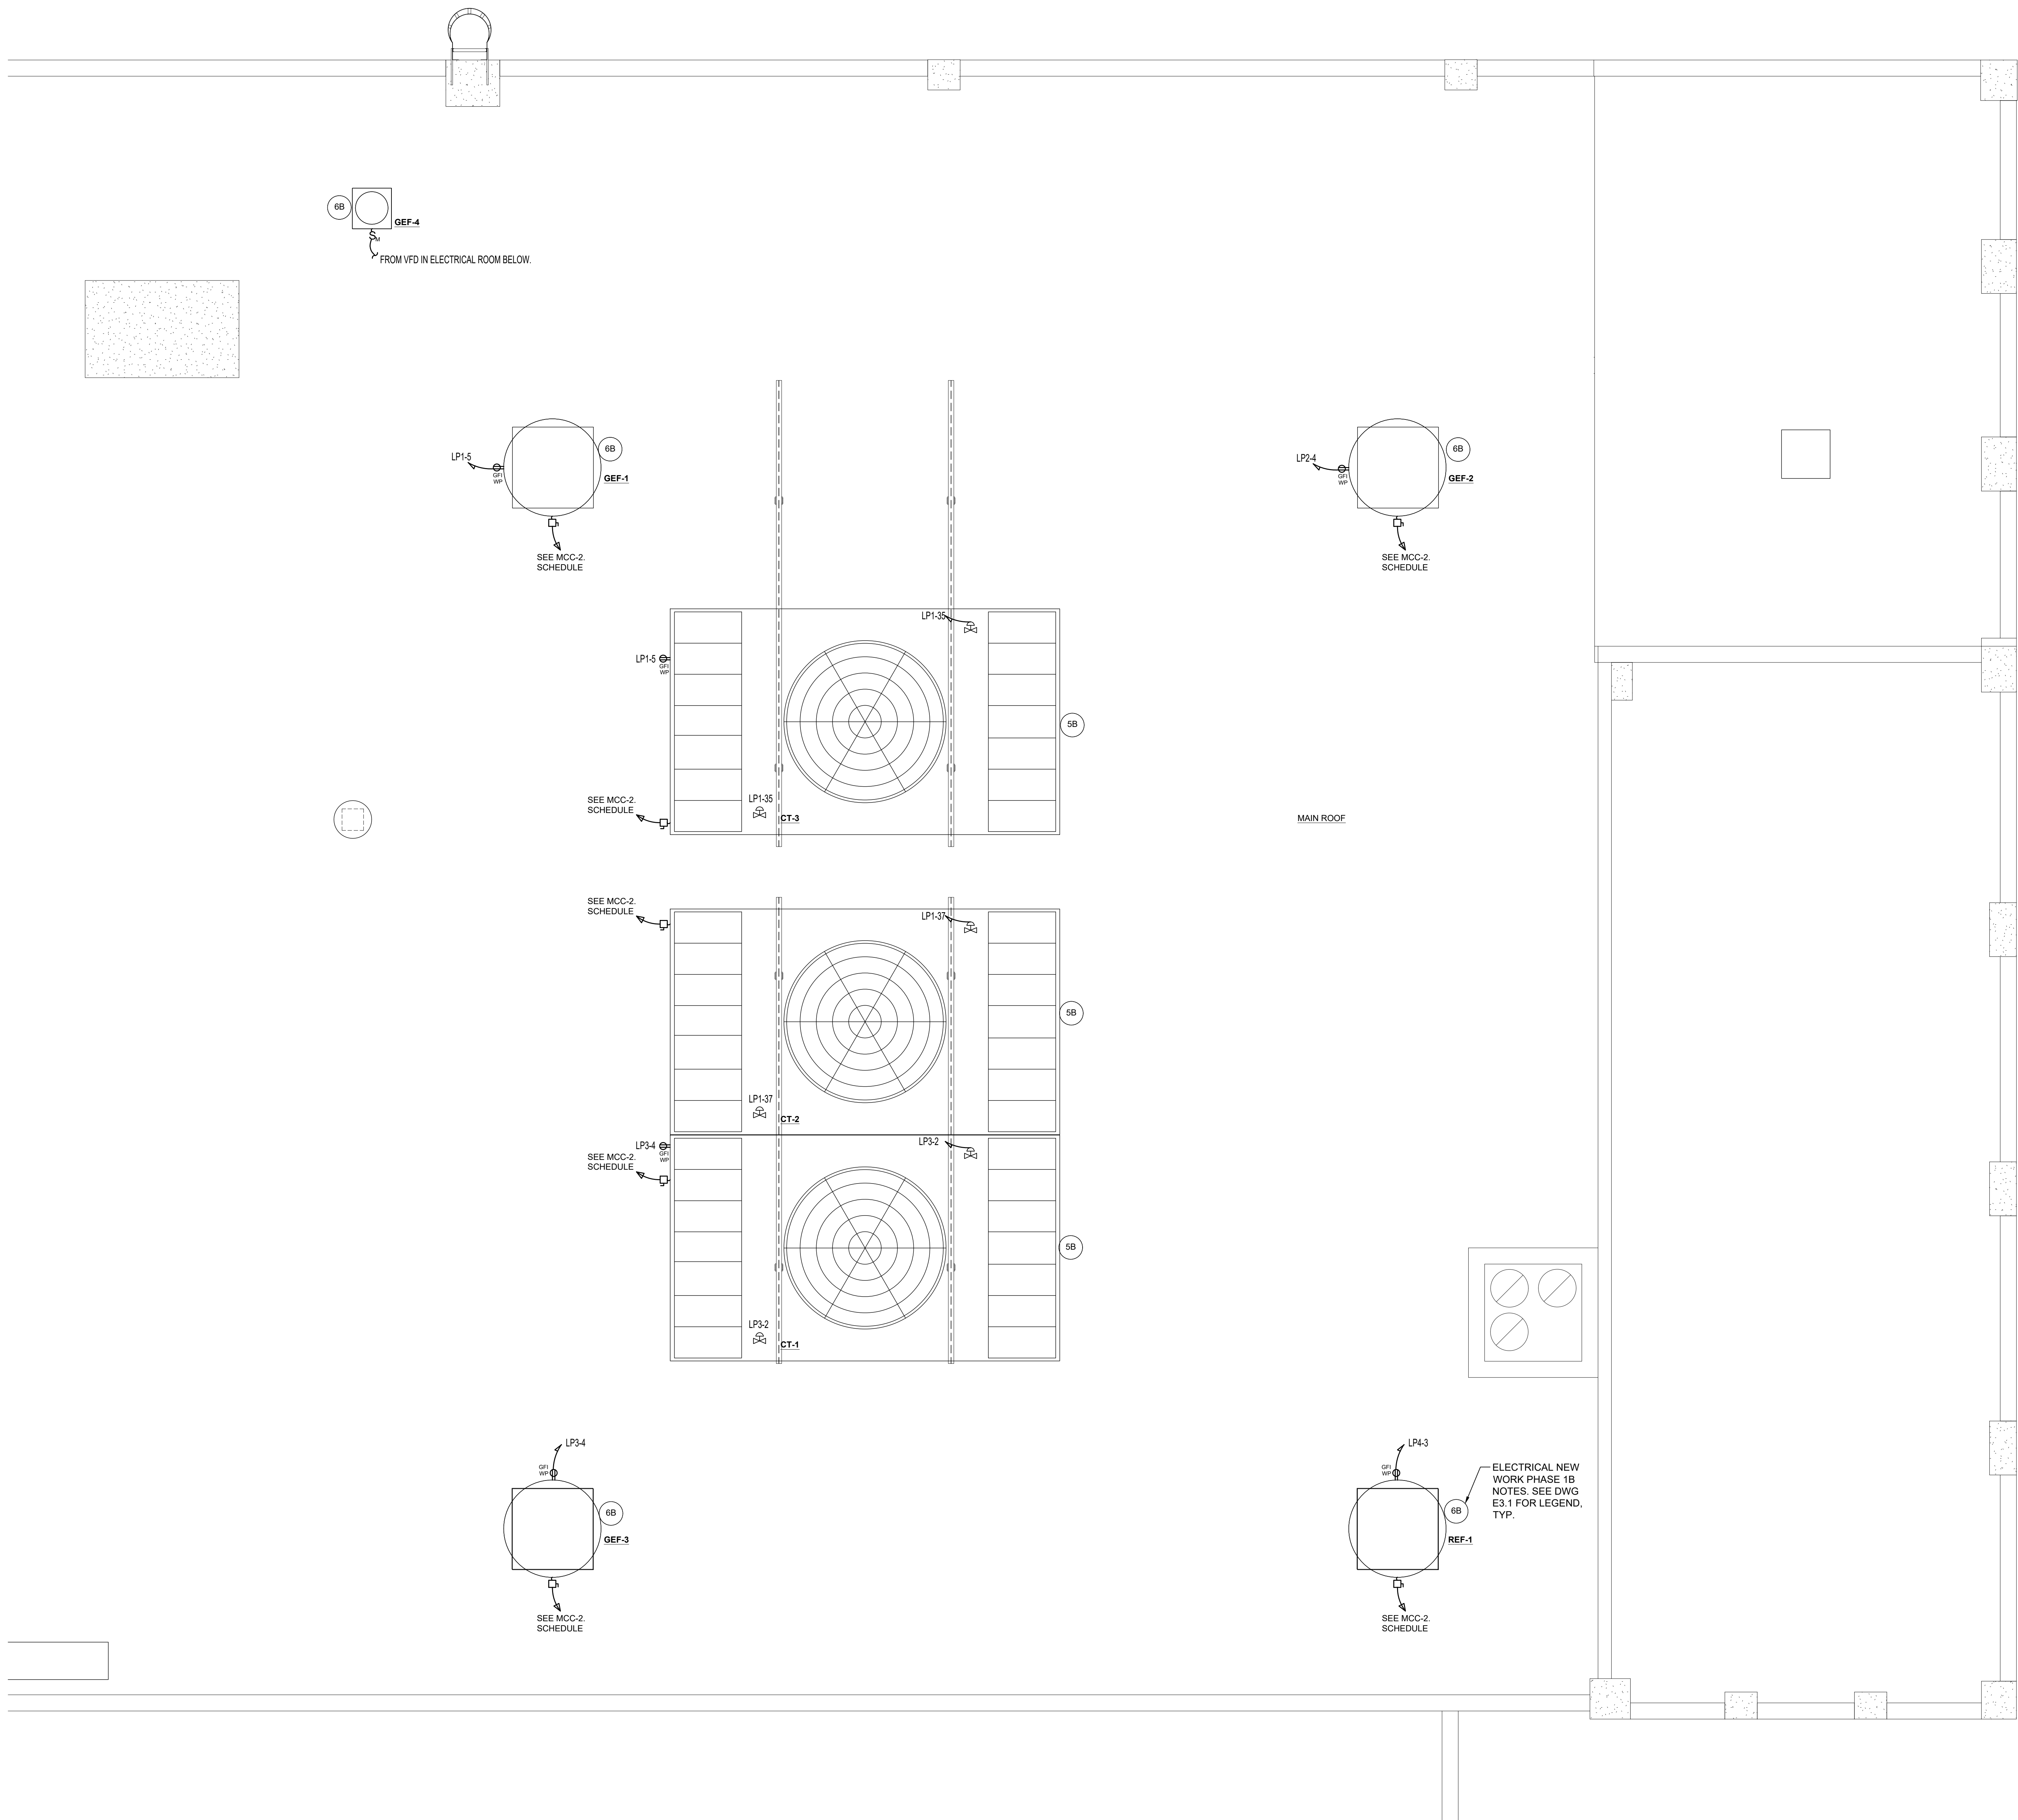 6B
GEF-4
S
M
FROM VFD IN ELECTRICAL ROOM BELOW.
LP1-5
GFI
WP
6B
GEF-1
SEE MCC-2.
SCHEDULE
LP2-4
GFI
WP
6B
GEF-2
SEE MCC-2.
SCHEDULE
LP1-35
LP1-5
GFI
WP
5B
SEE MCC-2.
SCHEDULE
LP1-35
CT-3
MAIN ROOF
SEE MCC-2.
SCHEDULE
LP1-37
5B
LP1-37
CT-2
LP3-4
GFI
WP
SEE MCC-2.
SCHEDULE
LP3-2
5B
LP3-2
CT-1
LP3-4
GFI
WP
6B
GEF-3
SEE MCC-2.
SCHEDULE
LP4-3
GFI
WP
6B
REF-1
ELECTRICAL NEW
WORK PHASE 1B
NOTES. SEE DWG
E3.1 FOR LEGEND,
TYP.
SEE MCC-2.
SCHEDULE